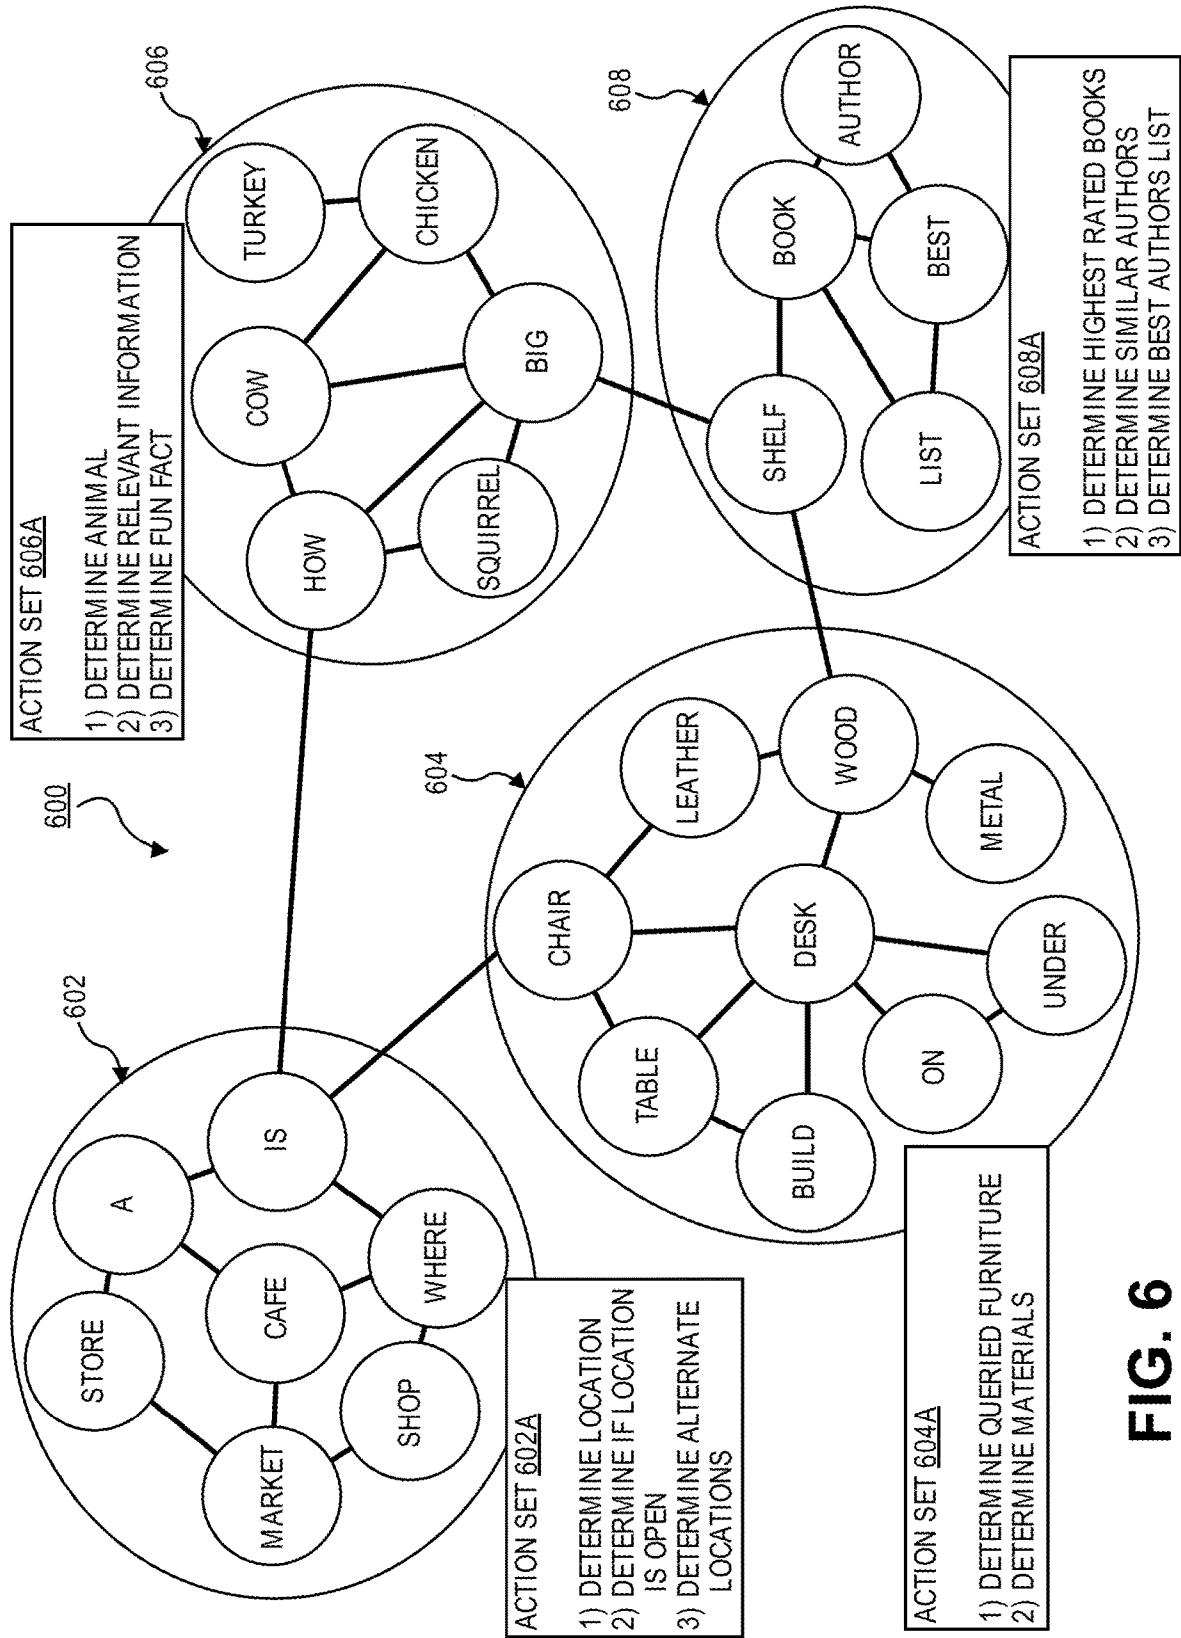 600
602
STORE
A
CAFE
IS
MARKET
SHOP
WHERE
ACTION SET 602A
1) DETERMINE LOCATION
2) DETERMINE IF LOCATION
IS OPEN
3) DETERMINE ALTERNATE
LOCATIONS
ACTION SET 606A
1) DETERMINE ANIMAL
2) DETERMINE RELEVANT INFORMATION
3) DETERMINE FUN FACT
606
TURKEY
COW
HOW
CHICKEN
BIG
SQUIRREL
604
CHAIR
LEATHER
TABLE
DESK
WOOD
BUILD
ON
UNDER
METAL
ACTION SET 604A
1) DETERMINE QUERIED FURNITURE
2) DETERMINE MATERIALS
608
SHELF
BOOK
AUTHOR
LIST
BEST
ACTION SET 608A
1) DETERMINE HIGHEST RATED BOOKS
2) DETERMINE SIMILAR AUTHORS
3) DETERMINE BEST AUTHORS LIST
FIG. 6